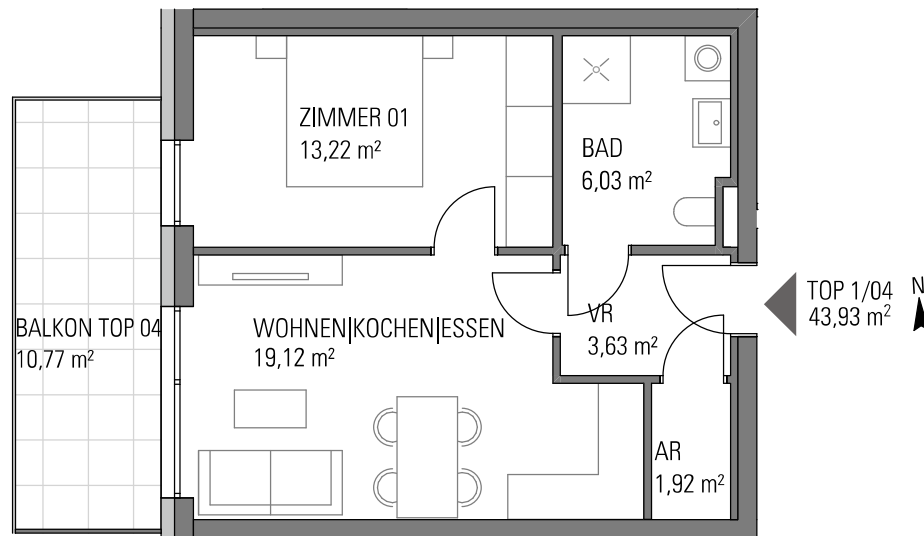 ZIMMER 01
13,22 m²
BAD
6,03 m²
BALKON TOP 04
10,77 m²
WOHNEN|KOCHEN|ESSEN
19,12 m²
VR
3,63 m²
TOP 1/04
43,93 m²
N
AR
1,92 m²